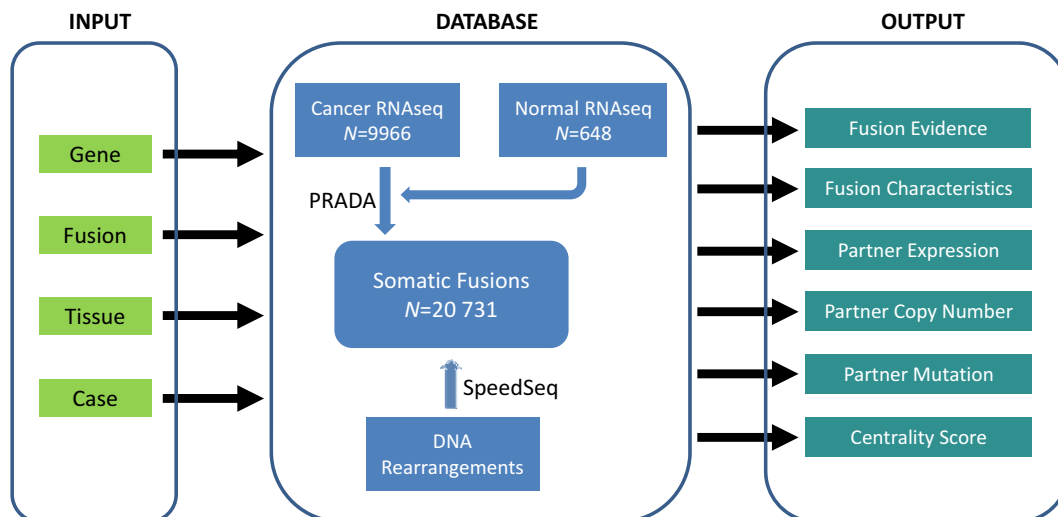 INPUT
DATABASE
OUTPUT
Gene
Fusion
Tissue
Case
Cancer RNAseq
N=9966
Normal RNAseq
N=648
PRADA
Somatic Fusions
N=20 731
SpeedSeq
DNA
Rearrangements
Fusion Evidence
Fusion Characteristics
Partner Expression
Partner Copy Number
Partner Mutation
Centrality Score